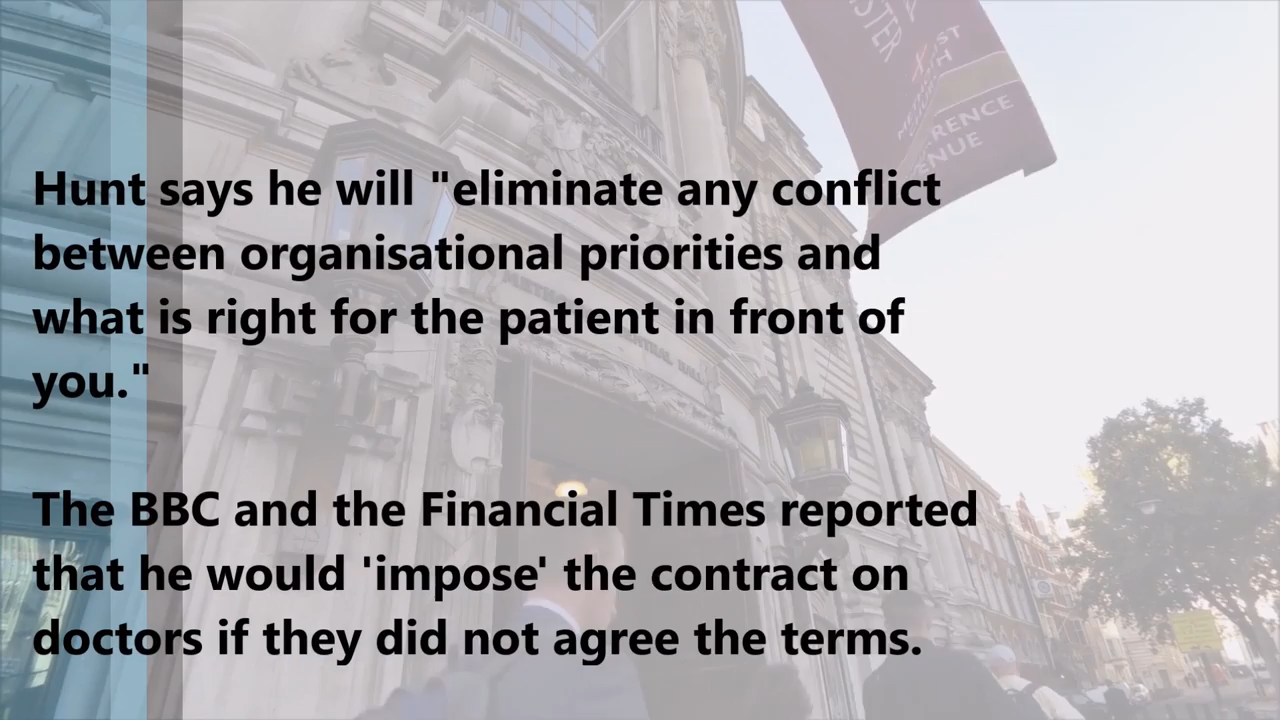 Hunt says he will "eliminate any conflict
between organisational priorities and
what is right for the patient in front of
you."
The BBC and the Financial Times reported
that he would 'impose' the contract on
doctors if they did not agree the terms.